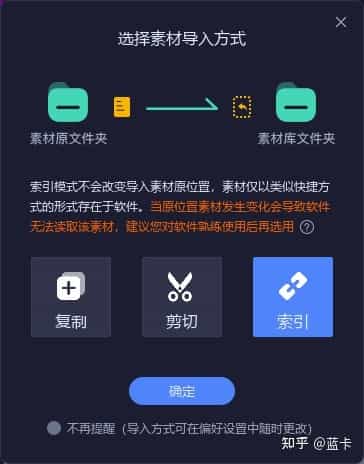 选择素材导入方式
素材原文件夹
素材库文件夹
索引模式不会改变导入素材原位置，素材仅以类似快捷方
式的形式存在于软件。当原位置素材发生变化会导致软件
无法读取该素材，建议您对软件熟练使用后再选用 ?
复制
剪切
索引
确定
不再提醒（导入方式可在偏好设置中随时更改）
知乎 @蓝卡